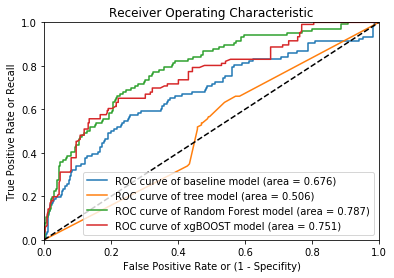 Receiver Operating Characteristic
True Positive Rate or Recall
1.0
0.8
0.6
0.4
0.2
0.0
ROC curve of baseline model (area = 0.676)
ROC curve of tree model (area = 0.506)
ROC curve of Random Forest model (area = 0.787)
ROC curve of xgBOOST model (area = 0.751)
0.0 0.2 0.4 0.6 0.8 1.0
False Positive Rate or (1 - Specifity)